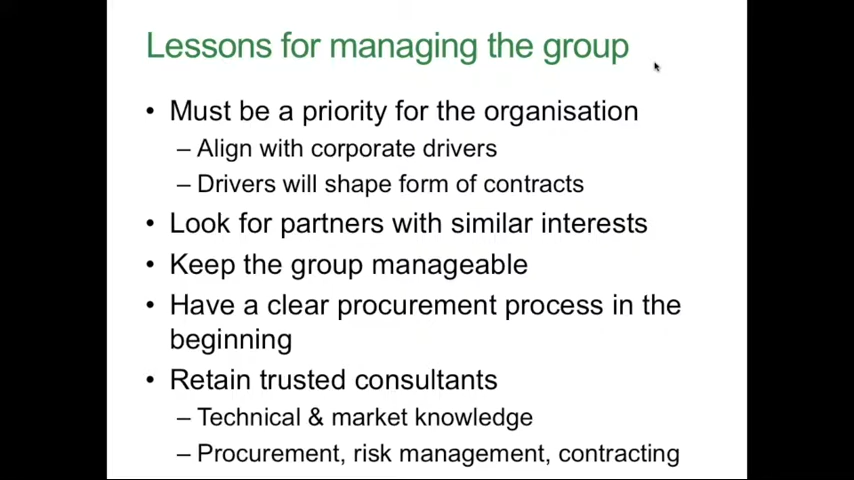 Lessons for managing the group
• Must be a priority for the organisation
– Align with corporate drivers
– Drivers will shape form of contracts
• Look for partners with similar interests
• Keep the group manageable
• Have a clear procurement process in the
beginning
• Retain trusted consultants
– Technical & market knowledge
– Procurement, risk management, contracting